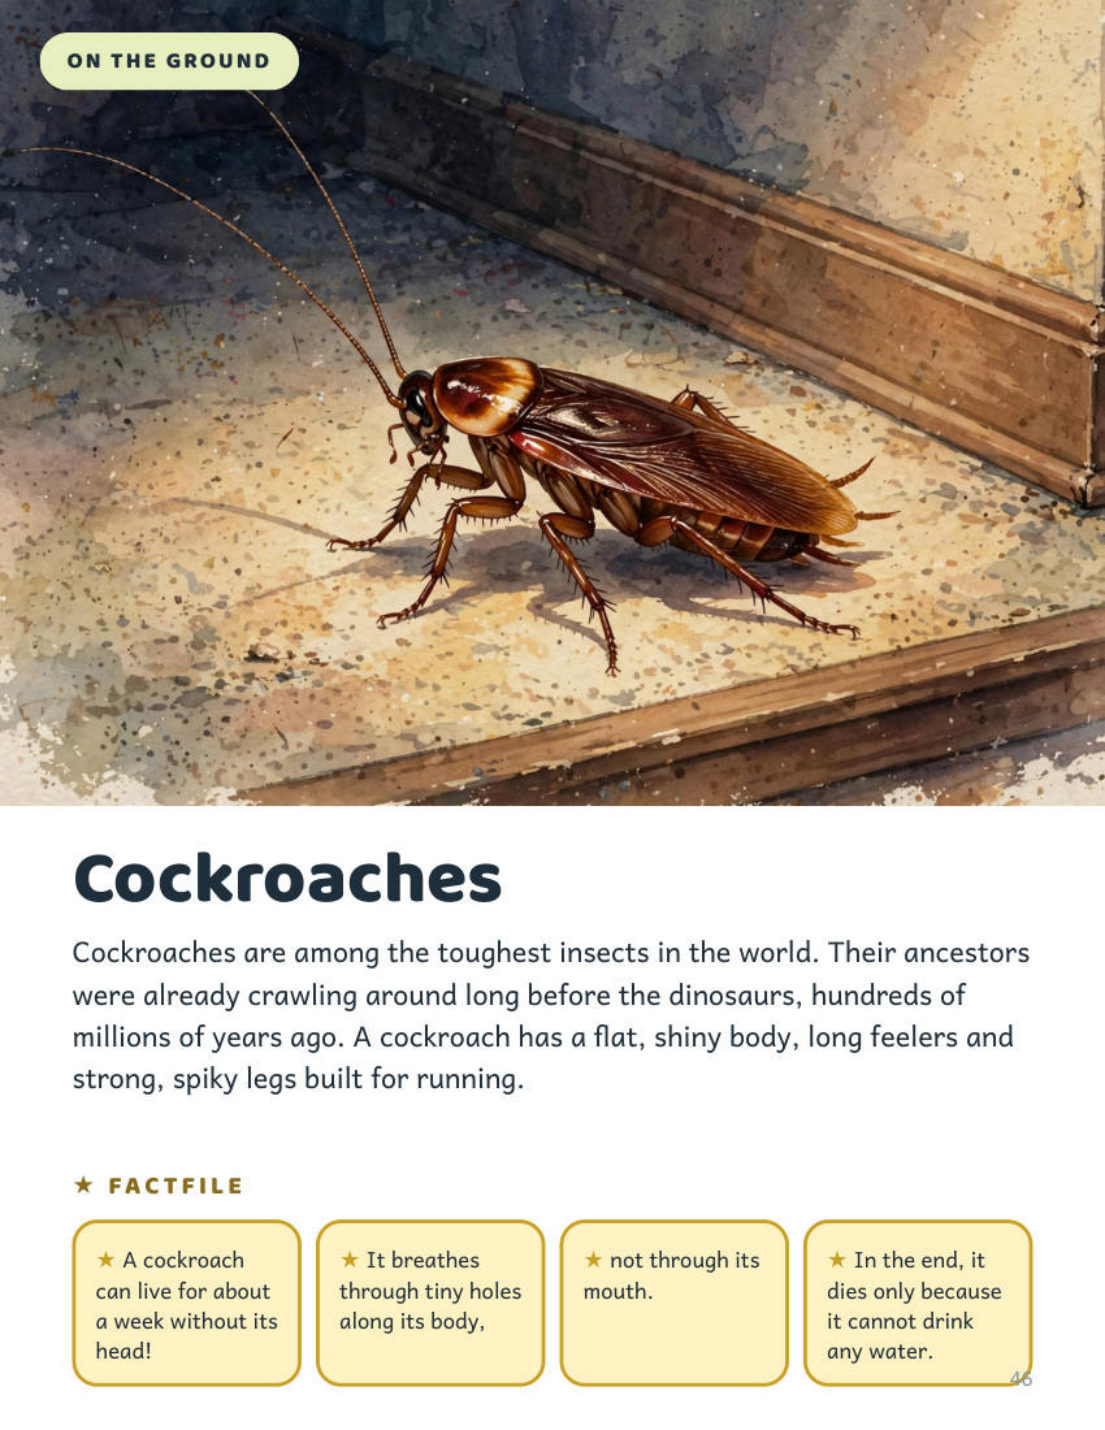 ON THE GROUND
Cockroaches
Cockroaches are among the toughest insects in the world. Their ancestors
were already crawling around long before the dinosaurs, hundreds of
millions of years ago. A cockroach has a flat, shiny body, long feelers and
strong, spiky legs built for running.
★ FACTFILE
★ A cockroach
can live for about
a week without its
head!
★ It breathes
through tiny holes
along its body,
★ not through its
mouth.
★ In the end, it
dies only because
it cannot drink
any water.
46